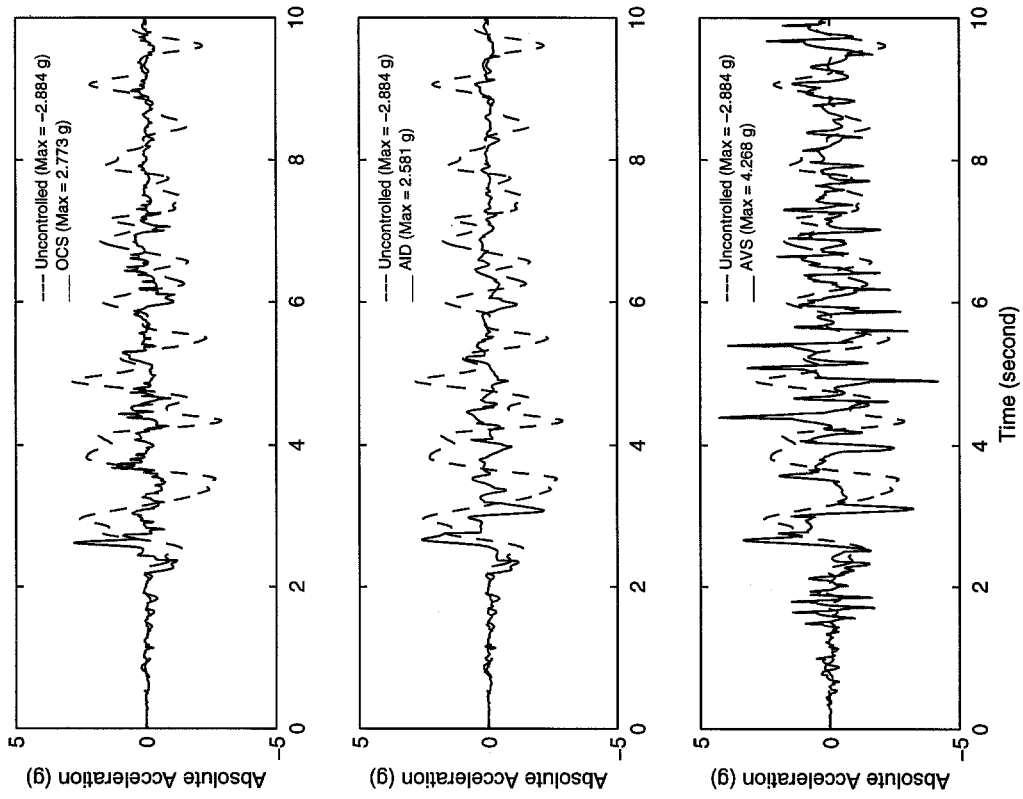 5
0
−5
Absolute Acceleration (g)
0
2
4
6
8
10
Uncontrolled (Max = −2.884 g)
OCS (Max = 2.773 g)
5
0
−5
Absolute Acceleration (g)
0
2
4
6
8
10
Uncontrolled (Max = −2.884 g)
AID (Max = 2.581 g)
5
0
−5
Absolute Acceleration (g)
0
2
4
6
8
10
Uncontrolled (Max = −2.884 g)
AVS (Max = 4.268 g)
Time (second)